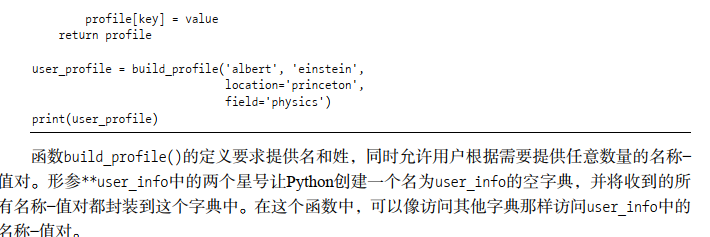 profile[key] = value
return profile
user_profile = build_profile('albert', 'einstein',
location='princeton',
field='physics')
print(user_profile)
函数build_profile()的定义要求提供名和姓，同时允许用户根据需要提供任意数量的名称–
值对。形参**user_info中的两个星号让Python创建一个名为user_info的空字典，并将收到的所
有名称–值对都封装到这个字典中。在这个函数中，可以像访问其他字典那样访问user_info中的
名称–值对。